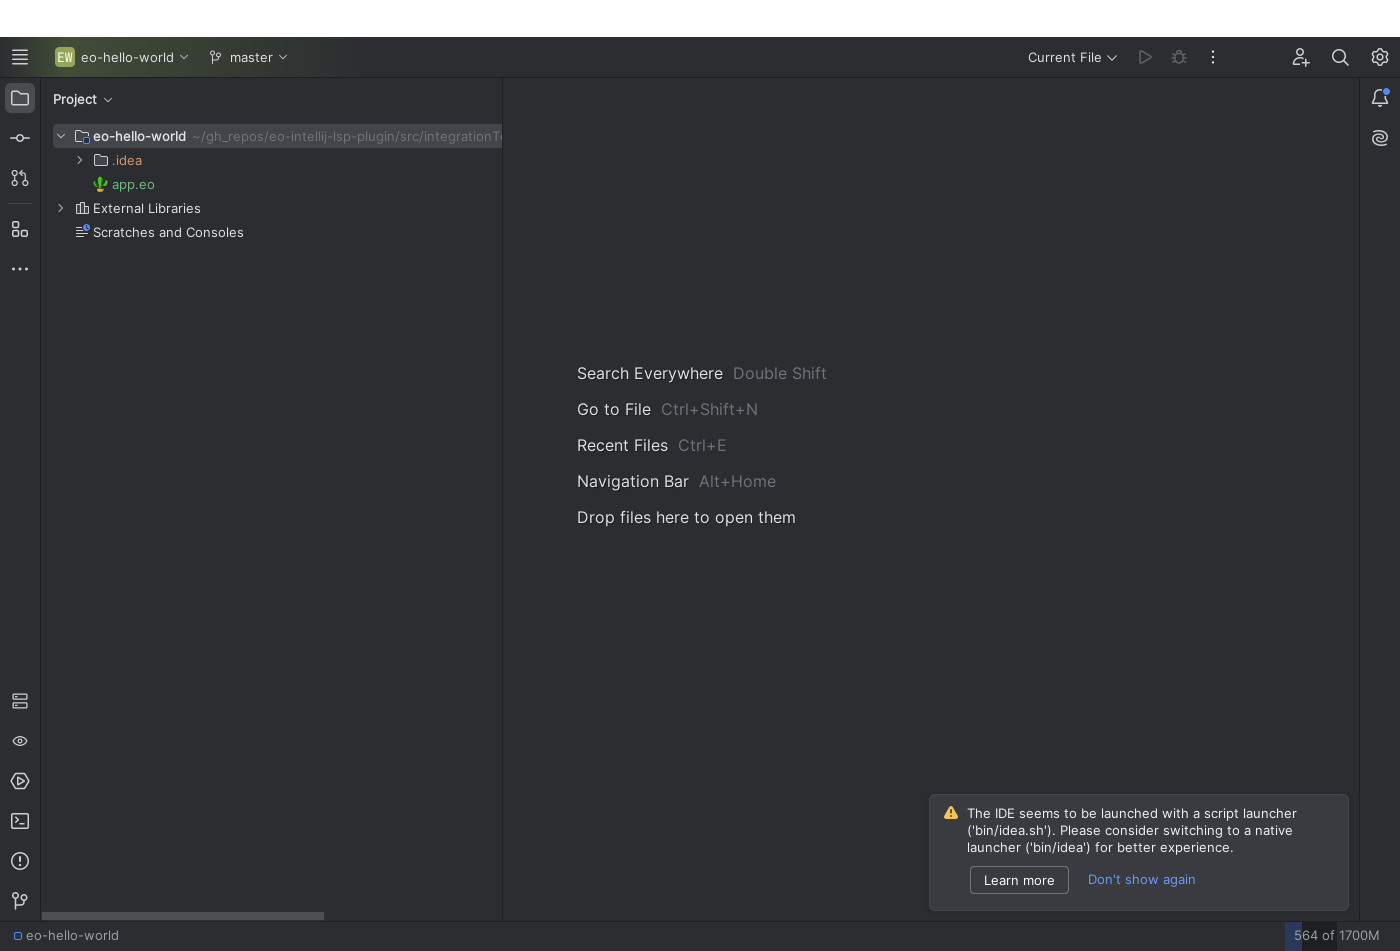 EW eo-hello-world master Current File
Project
eo-hello-world ~/gh_repos/eo-intellij-lsp-plugin/src/integrationTe
.idea
app.eo
External Libraries
Scratches and Consoles
Search Everywhere Double Shift
Go to File Ctrl+Shift+N
Recent Files Ctrl+E
Navigation Bar Alt+Home
Drop files here to open them
The IDE seems to be launched with a script launcher
('bin/idea.sh'). Please consider switching to a native
launcher ('bin/idea') for better experience.
Learn more Don't show again
eo-hello-world 564 of 1700M